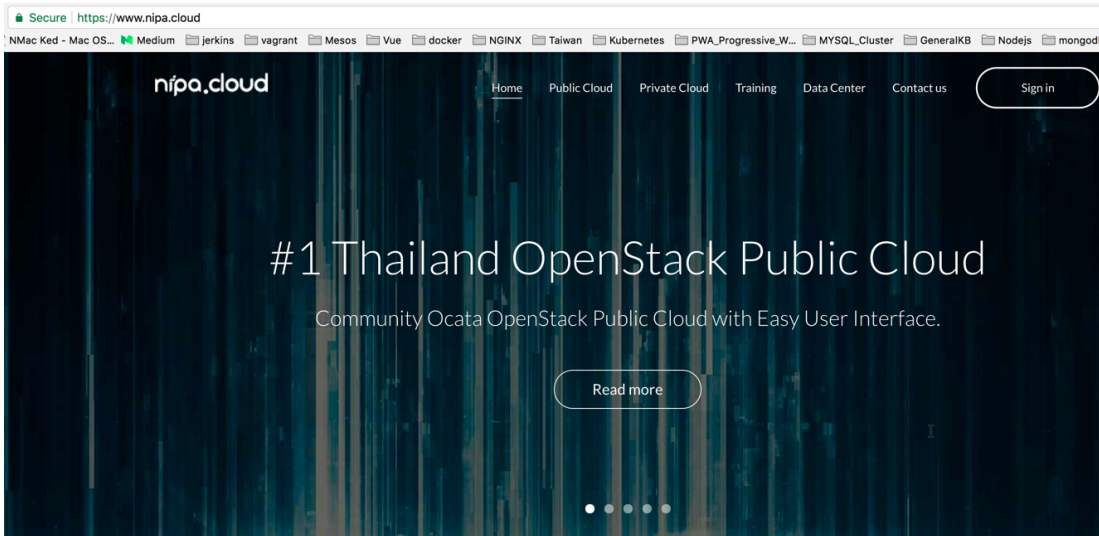 Secure https://www.nipa.cloud
NMac Ked - Mac OS... Medium jerkins vagrant Mesos Vue docker NGINX Taiwan Kubernetes PWA_Progressive_W... MYSQL_Cluster GeneralKB Nodejs mongod
nipa.cloud Home Public Cloud Private Cloud Training Data Center Contact us Sign in
#1 Thailand OpenStack Public Cloud
Community Ocata OpenStack Public Cloud with Easy User Interface.
Read more